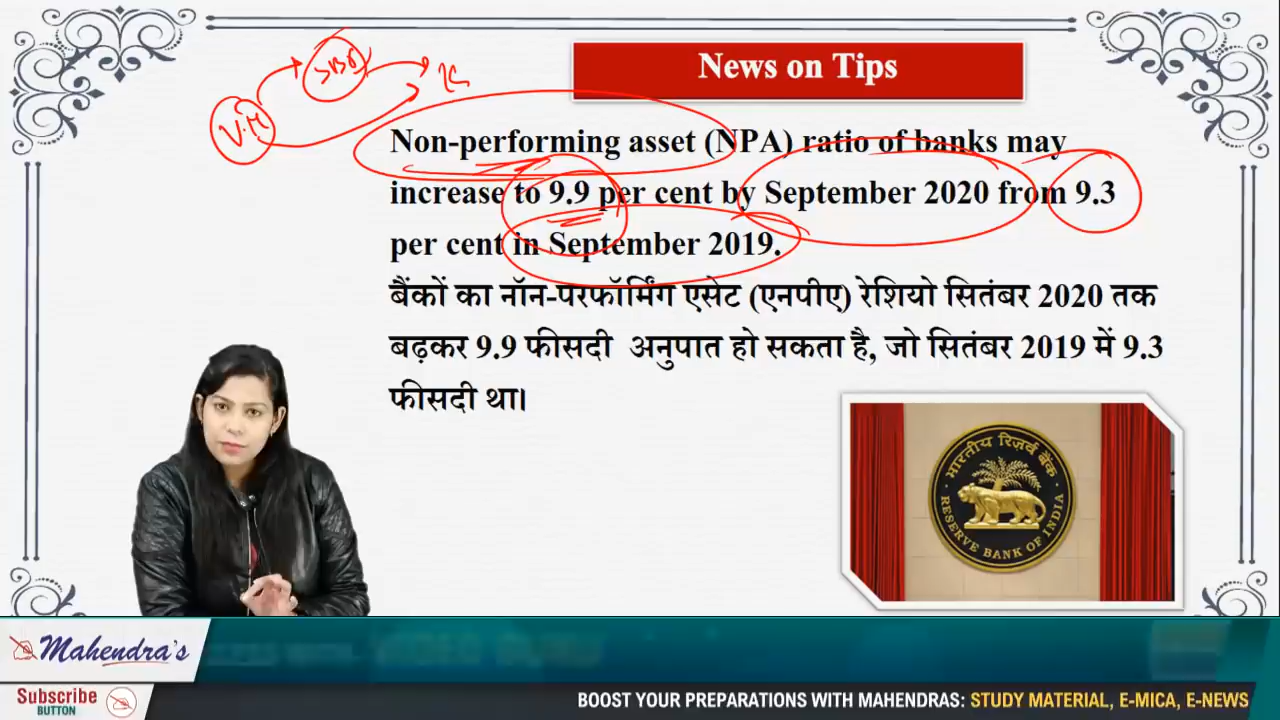 News on Tips
Non-performing asset (NPA) ratio of banks may
increase to 9.9 per cent by September 2020 from 9.3
per cent in September 2019.
बैंकों का नॉन-परफॉर्मिंग एसेट (एनपीए) रेशियो सितंबर 2020 तक
बढ़कर 9.9 फीसदी अनुपात हो सकता है, जो सितंबर 2019 में 9.3
फीसदी था।
भारतीय रिज़र्व बैंक
RESERVE BANK OF INDIA
Mahendra's
Subscribe
BUTTON
BOOST YOUR PREPARATIONS WITH MAHENDRAS: STUDY MATERIAL, E-MICA, E-NEWS